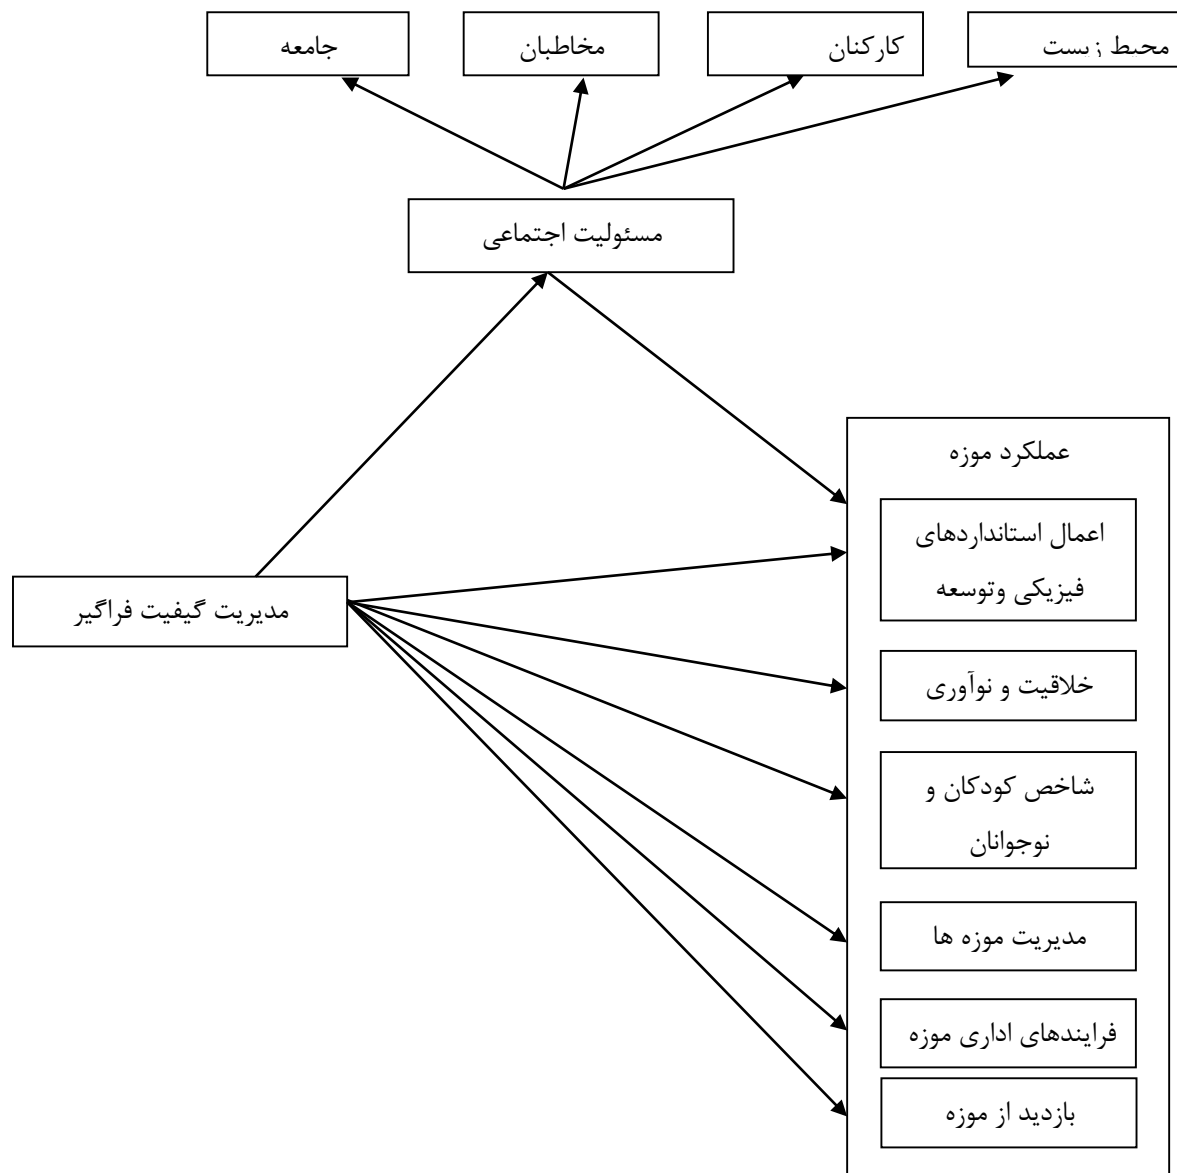 محیط زیست
کارکنان
مخاطبان
جامعه
مسئولیت اجتماعی
عملکرد موزه
اعمال استانداردهای
فیزیکی وتوسعه
مدیریت گیفیت فراگیر
خلاقیت و نوآوری
شاخص کودکان و
نوجوانان
مدیریت موزه ها
فرایندهای اداری موزه
بازدید از موزه